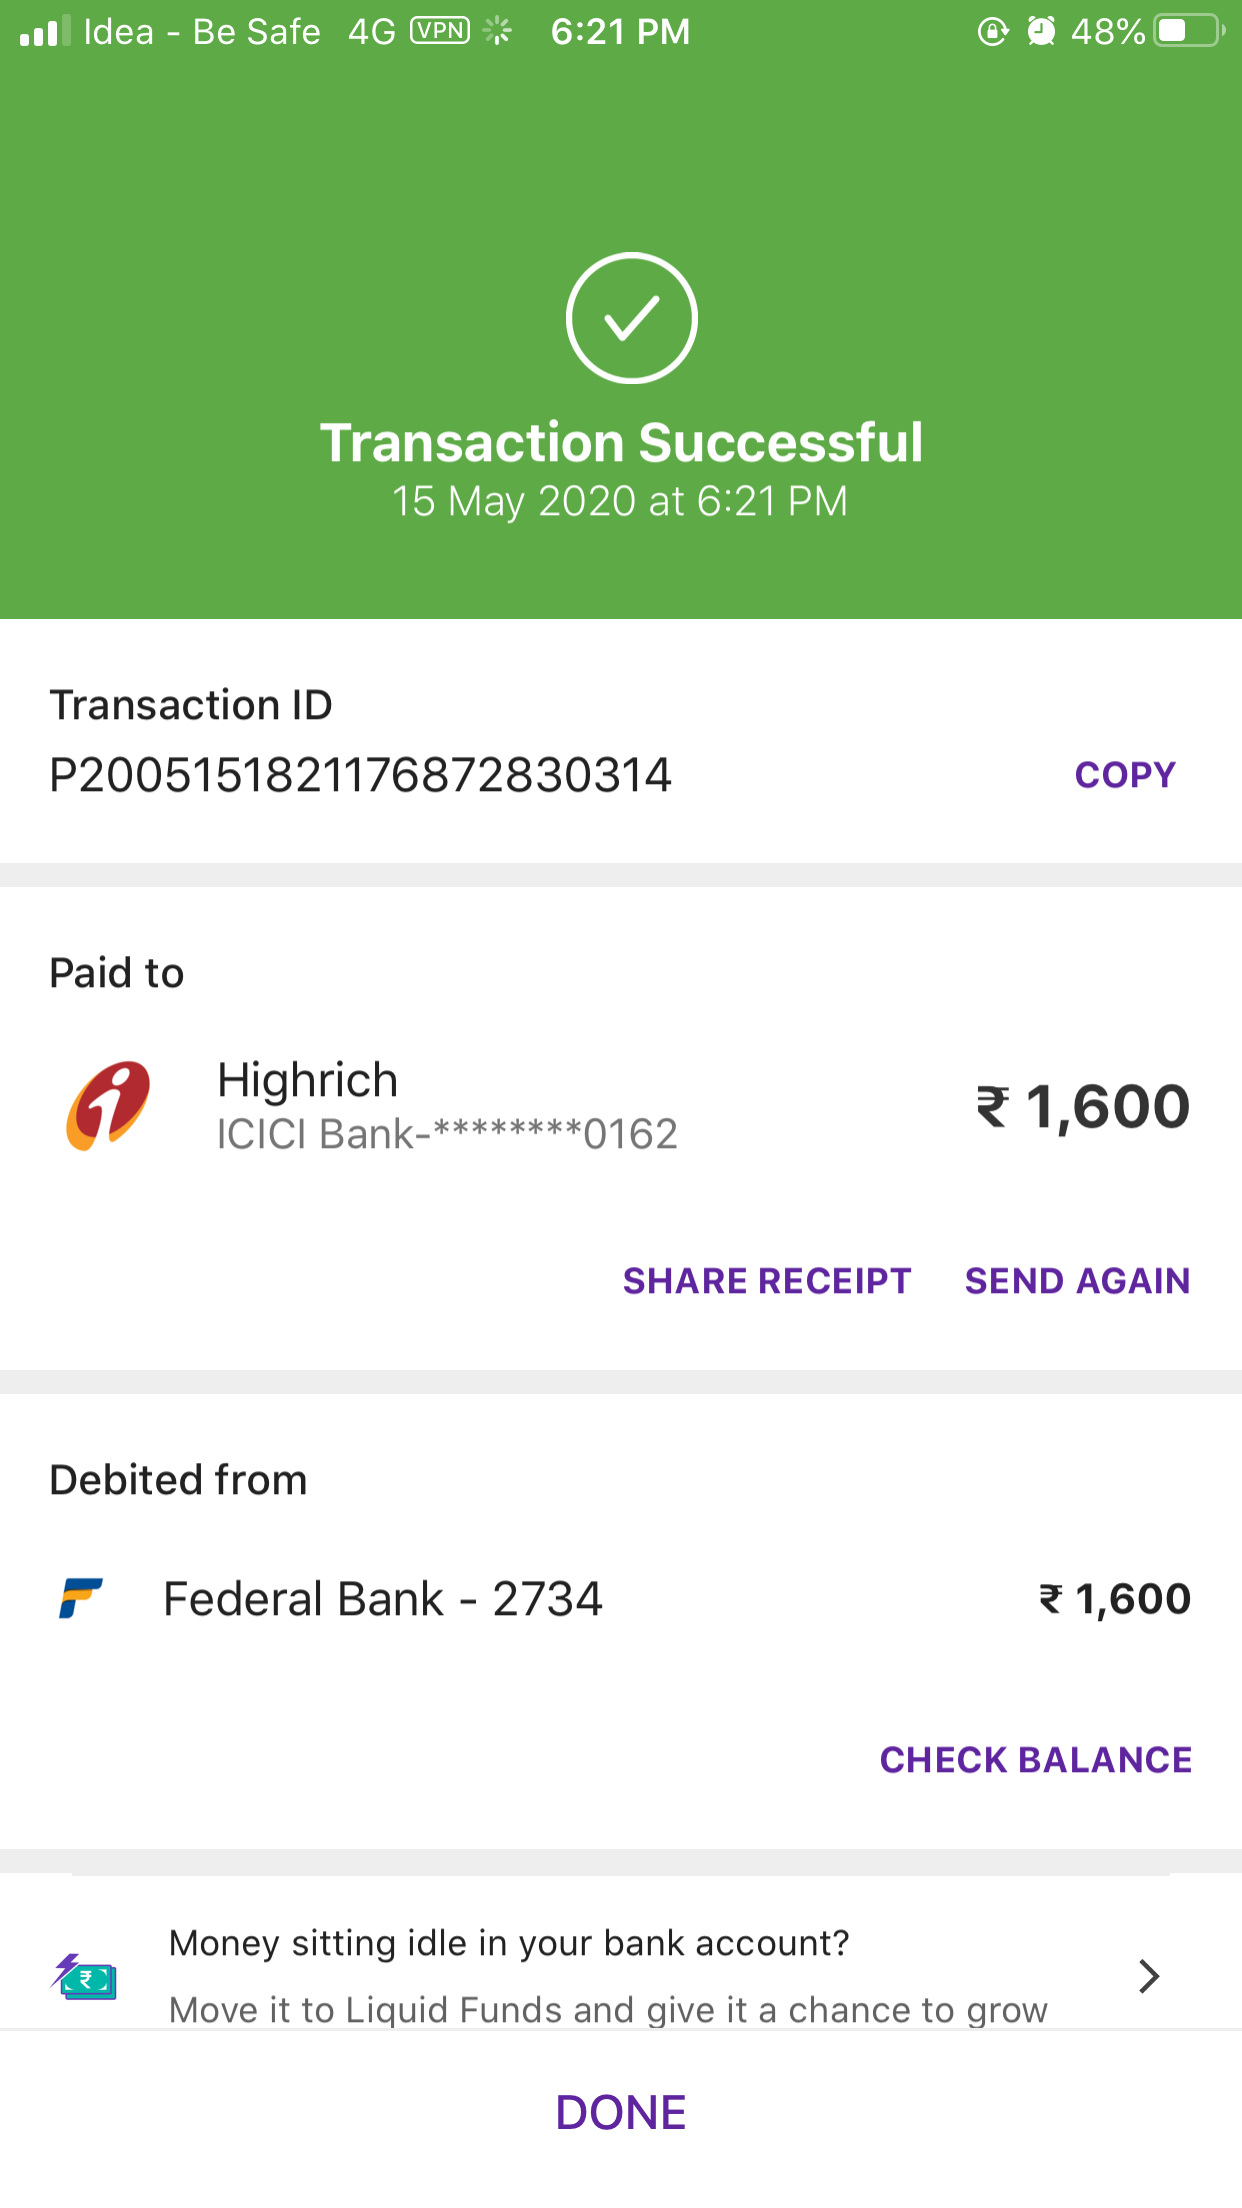 Idea - Be Safe 4G VPN 6:21 PM 48%
Transaction Successful
15 May 2020 at 6:21 PM
Transaction ID
P2005151821176872830314 COPY
Paid to
Highrich ₹ 1,600
ICICI Bank-********0162
SHARE RECEIPT SEND AGAIN
Debited from
Federal Bank - 2734 ₹ 1,600
CHECK BALANCE
Money sitting idle in your bank account?
Move it to Liquid Funds and give it a chance to grow
DONE